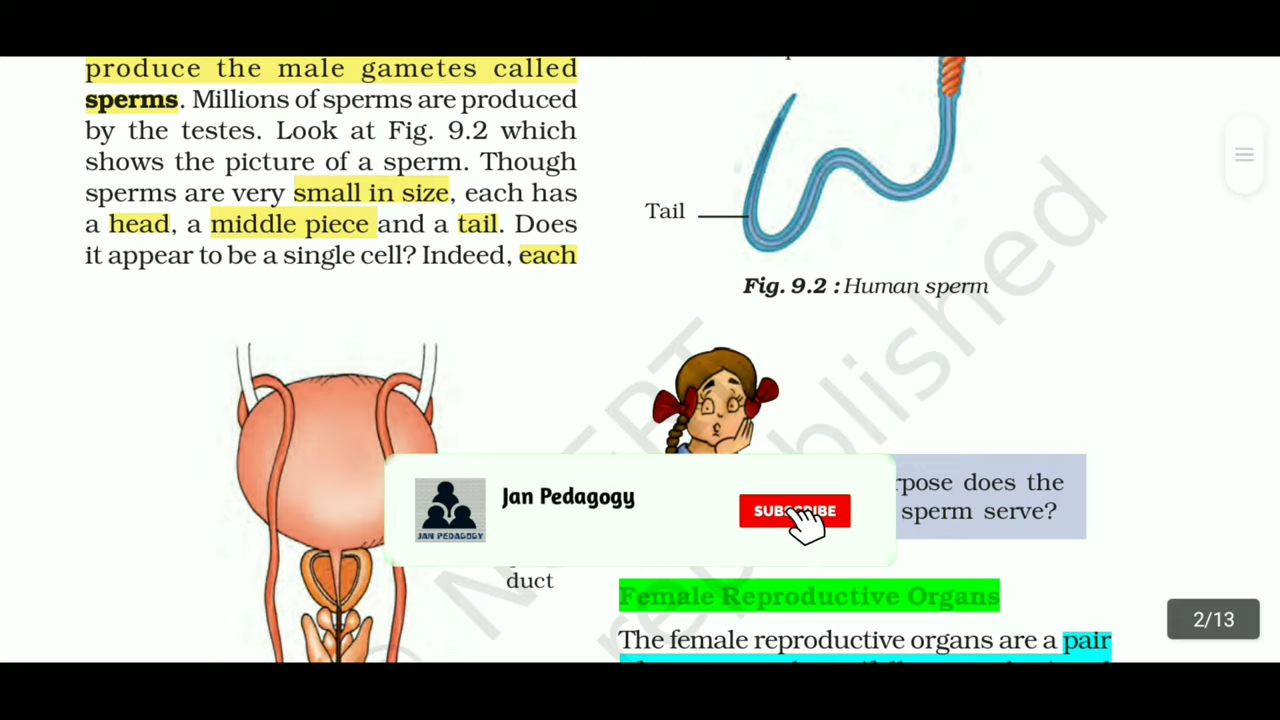 produce the male gametes called
sperms. Millions of sperms are produced
by the testes. Look at Fig. 9.2 which
shows the picture of a sperm. Though
sperms are very small in size, each has
a head, a middle piece and a tail. Does
it appear to be a single cell? Indeed, each
Tail
Fig. 9.2 : Human sperm
does the
sperm serve?
Jan Pedagogy
JAN PEDAGOGY
SUBSCRIBE
duct
Female Reproductive Organs
The female reproductive organs are a pair
2/13
republished